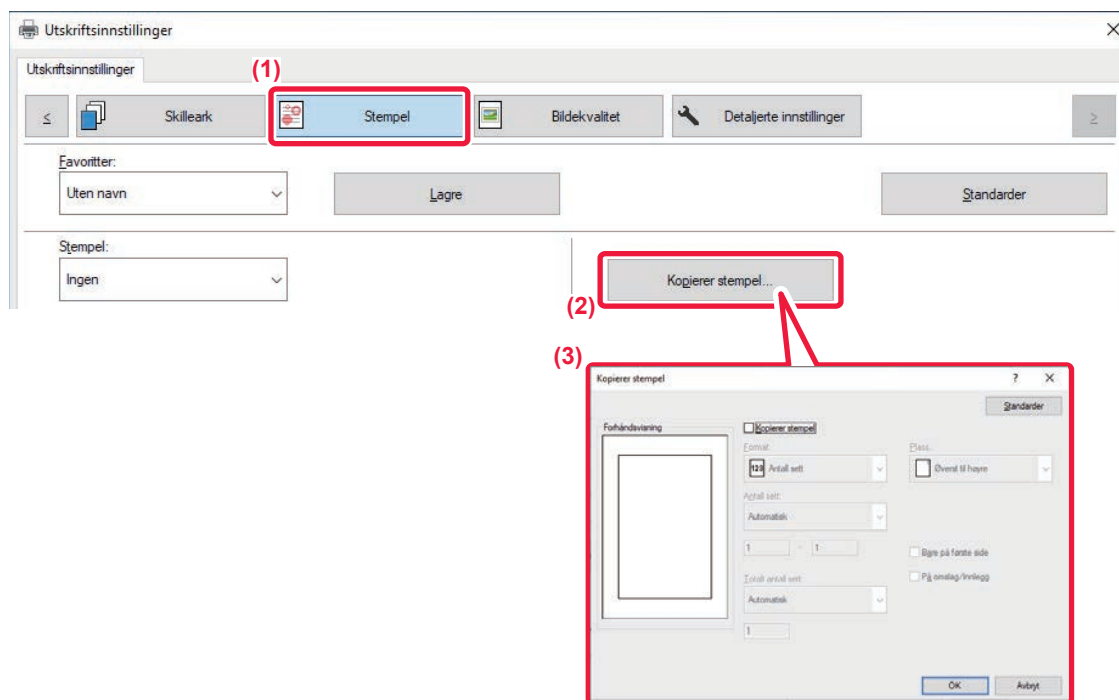 Utskriftsinnstillinger
Utskriftsinnstillinger
(1)
< Skilleark Stempel Bildekvalitet Detaljerte innstillinger >
Favoritter:
Uten navn Lagre Standarder
Stempel:
Ingen Kopierer stempel...
(2)
(3)
Kopierer stempel ? X
Standarder
Forhåndsvisning Kopierer stempel
Format: Plass:
123 Antall sett Øverst til høyre
Antall sett:
Automatisk
1 - 1 Bare på første side
Totalt antall sett: På omslag/Innlegg
Automatisk
1
OK Avbryt